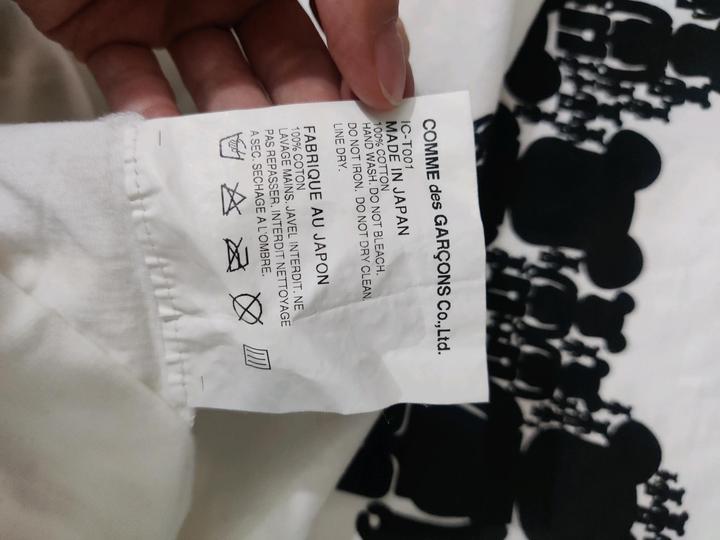 COMME des GARÇONS Co.,Ltd.
IC-T001
MADE IN JAPAN
100% COTTON
HAND WASH. DO NOT BLEACH.
DO NOT IRON. DO NOT DRY CLEAN.
LINE DRY.
FABRIQUE AU JAPON
100% COTON
LAVAGE MAINS. JAVEL INTERDIT. NE
PAS REPASSER. INTERDIT NETTOYAGE
A SEC. SECHAGE A L'OMBRE.